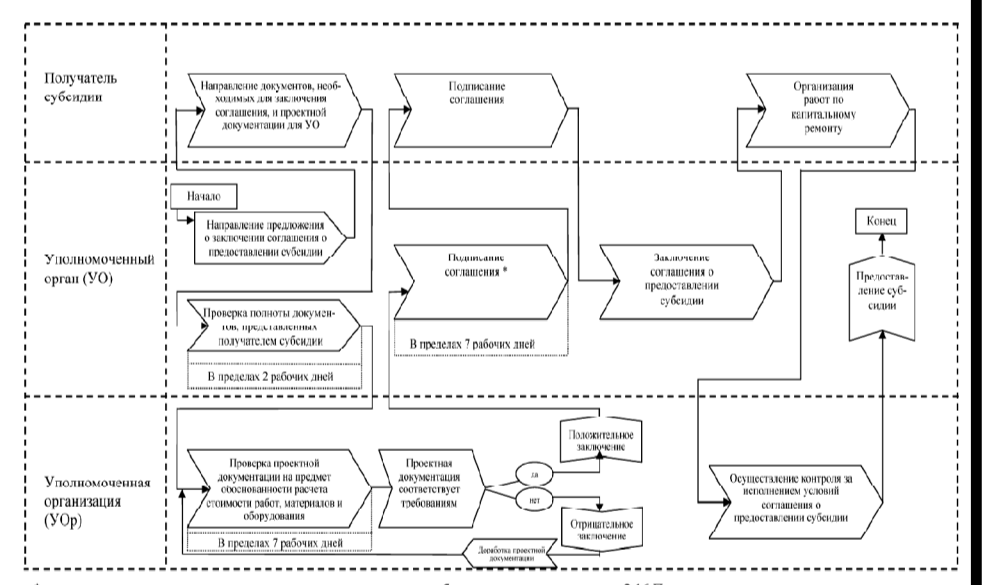 Получатель
субсидии
Направление документов, необ-
ходимых для заключения
соглашения, и проектной
документации для УО
Подписание
соглашения
Организация
работ по
капитальному
ремонту
Уполномоченный
орган (УО)
Начало
Направление предложения
о заключении соглашения о
предоставлении субсидии
Проверка полноты докумен-
тов, представленных
получателем субсидии
В пределах 2 рабочих дней
Подписание
соглашения *
В пределах 7 рабочих дней
Заключение
соглашения о
предоставлении
субсидии
Конец
Предостав-
ление суб-
сидии
Уполномоченная
организация
(УОр)
Проверка проектной
документации на предмет
обоснованности расчета
стоимости работ, материалов и
оборудования
В пределах 7 рабочих дней
Проектная
документация
соответствует
требованиям
да
нет
Положительное
заключение
Отрицательное
заключение
Доработка проектной
документации
Осуществление контроля за
исполнением условий
соглашения о
предоставлении субсидии